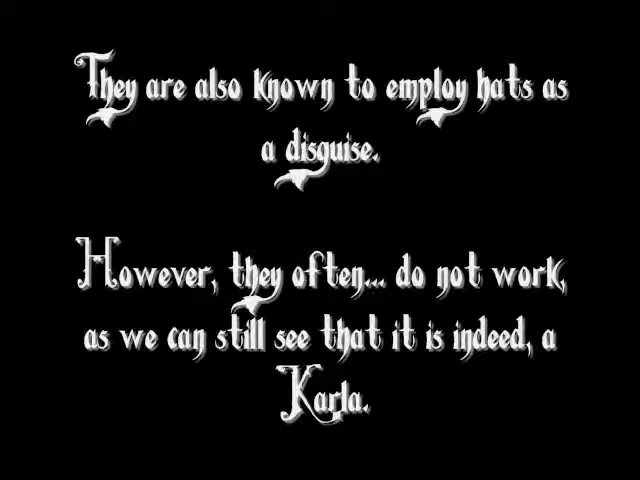 They are also known to employ hats as
a disguise.
However, they often... do not work,
as we can still see that it is indeed, a
Karla.